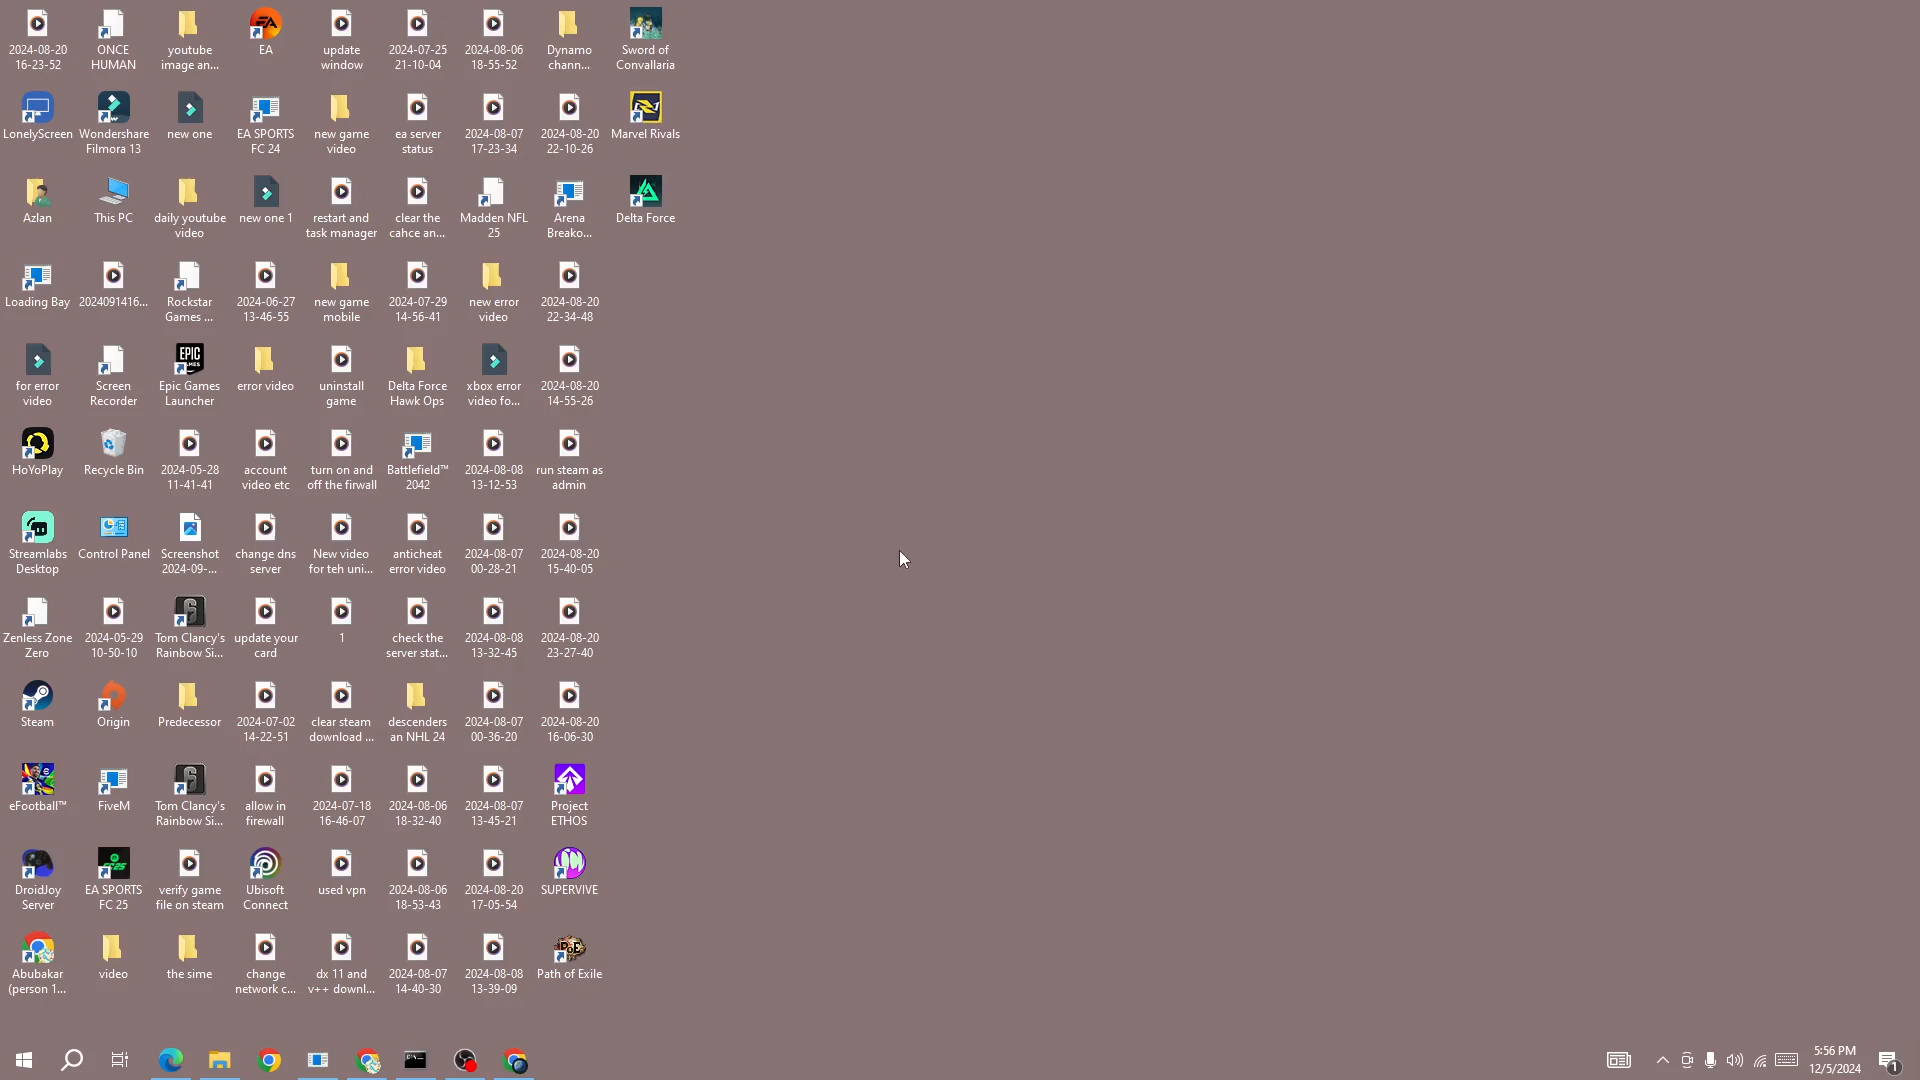 2024-08-20
16-23-52
ONCE
HUMAN
youtube
image an...
EA
update
window
2024-07-25
21-10-04
2024-08-06
18-55-52
Dynamo
chann...
Sword of
Convallaria
LonelyScreen
Wondershare
Filmora 13
new one
EA SPORTS
FC 24
new game
video
ea server
status
2024-08-07
17-23-34
2024-08-20
22-10-26
Marvel Rivals
Azlan
This PC
daily youtube
video
new one 1
restart and
task manager
clear the
cahce an...
Madden NFL
25
Arena
Breako...
Delta Force
Loading Bay
2024091416...
Rockstar
Games ...
2024-06-27
13-46-55
new game
mobile
2024-07-29
14-56-41
new error
video
2024-08-20
22-34-48
for error
video
Screen
Recorder
EPIC
GAMES
Epic Games
Launcher
error video
uninstall
game
Delta Force
Hawk Ops
xbox error
video fo...
2024-08-20
14-55-26
HoYoPlay
Recycle Bin
2024-05-28
11-41-41
account
video etc
turn on and
off the firwall
Battlefield™
2042
2024-08-08
13-12-53
run steam as
admin
Streamlabs
Desktop
Control Panel
Screenshot
2024-09-...
change dns
server
New video
for teh uni...
anticheat
error video
2024-08-07
00-28-21
2024-08-20
15-40-05
Zenless Zone
Zero
2024-05-29
10-50-10
6
Tom Clancy's
Rainbow Si...
update your
card
1
check the
server stat...
2024-08-08
13-32-45
2024-08-20
23-27-40
Steam
Origin
Predecessor
2024-07-02
14-22-51
clear steam
download ...
descenders
an NHL 24
2024-08-07
00-36-20
2024-08-20
16-06-30
eFootball™
FiveM
6
Tom Clancy's
Rainbow Si...
allow in
firewall
2024-07-18
16-46-07
2024-08-06
18-32-40
2024-08-07
13-45-21
Project
ETHOS
DroidJoy
Server
FC25
EA SPORTS
FC 25
verify game
file on steam
Ubisoft
Connect
used vpn
2024-08-06
18-53-43
2024-08-20
17-05-54
SUPERVIVE
Abubakar
(person 1...
video
the sime
change
network c...
dx 11 and
v++ downl...
2024-08-07
14-40-30
2024-08-08
13-39-09
PoE
Path of Exile
5:56 PM
12/5/2024
1